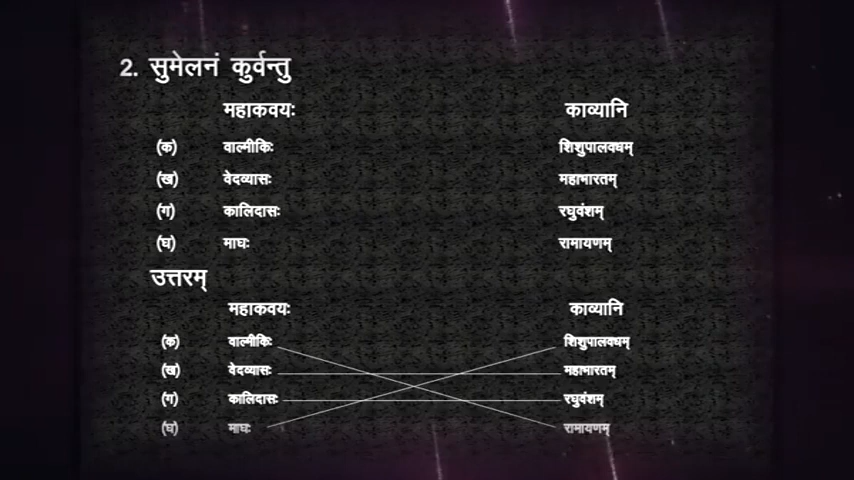 2. सुमेलनं कुर्वन्तु
महाकवयः काव्यानि
(क) वाल्मीकिः शिशुपालवधम्
(ख) वेदव्यासः महाभारतम्
(ग) कालिदासः रघुवंशम्
(घ) माघः रामायणम्
उत्तरम्
महाकवयः काव्यानि
(क) वाल्मीकिः शिशुपालवधम्
(ख) वेदव्यासः महाभारतम्
(ग) कालिदासः रघुवंशम्
(घ) माघः रामायणम्